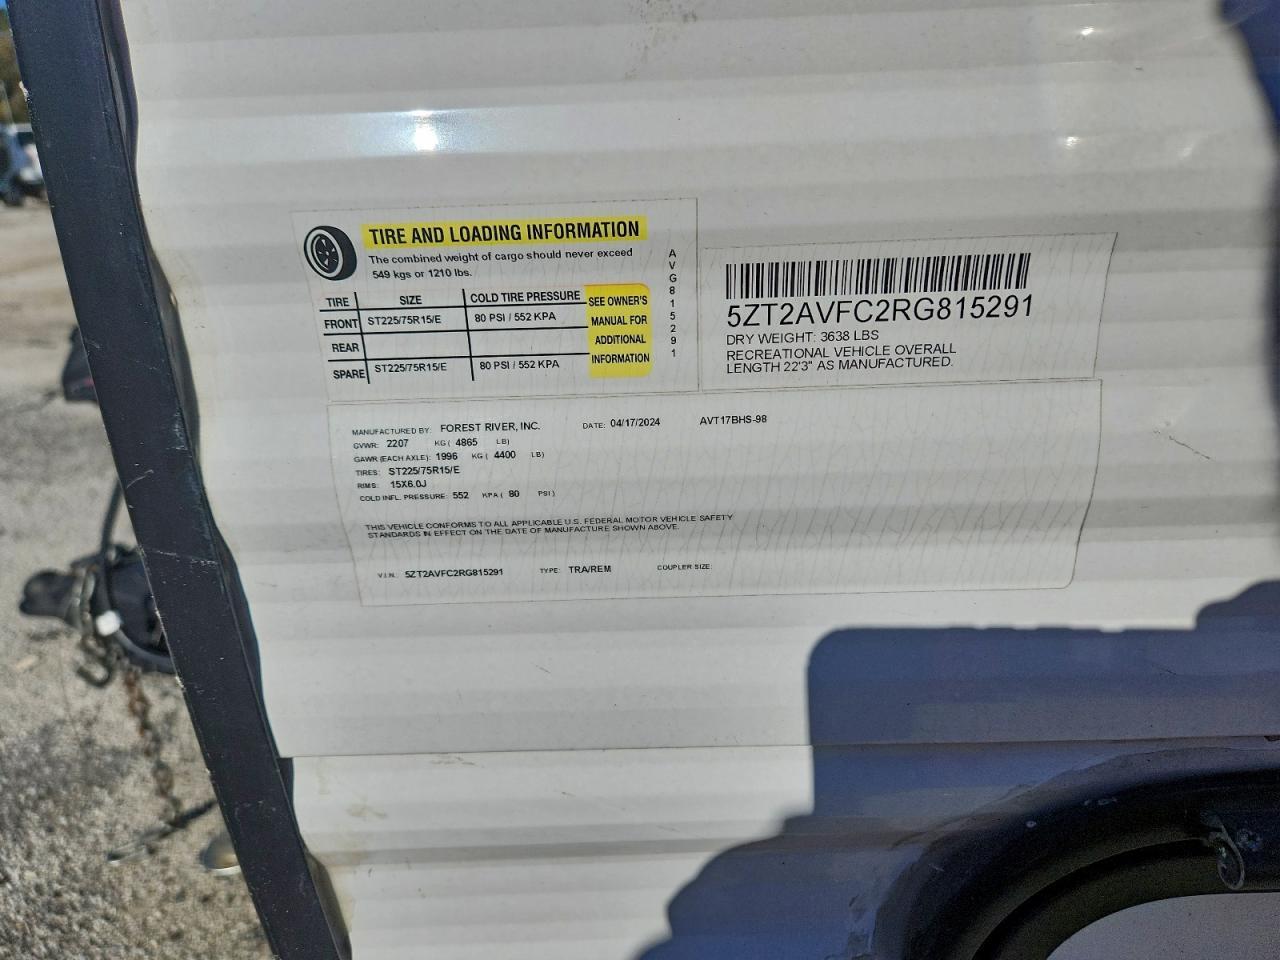 TIRE AND LOADING INFORMATION
The combined weight of cargo should never exceed
549 kgs or 1210 lbs.
TIRE SIZE COLD TIRE PRESSURE
FRONT ST225/75R15/E 80 PSI / 552 KPA
REAR
SPARE ST225/75R15/E 80 PSI / 552 KPA
SEE OWNER'S
MANUAL FOR
ADDITIONAL
INFORMATION
AVG815291
5ZT2AVFC2RG815291
DRY WEIGHT: 3638 LBS
RECREATIONAL VEHICLE OVERALL
LENGTH 22'3" AS MANUFACTURED.
MANUFACTURED BY: FOREST RIVER, INC. DATE: 04/17/2024 AVT17BHS-98
GVWR: 2207 KG ( 4865 LB)
GAWR (EACH AXLE): 1996 KG ( 4400 LB)
TIRES: ST225/75R15/E
RIMS: 15X6.0J
COLD INFL. PRESSURE: 552 KPA ( 80 PSI )
THIS VEHICLE CONFORMS TO ALL APPLICABLE U.S. FEDERAL MOTOR VEHICLE SAFETY
STANDARDS IN EFFECT ON THE DATE OF MANUFACTURE SHOWN ABOVE.
V.I.N.: 5ZT2AVFC2RG815291 TYPE: TRA/REM COUPLER SIZE: